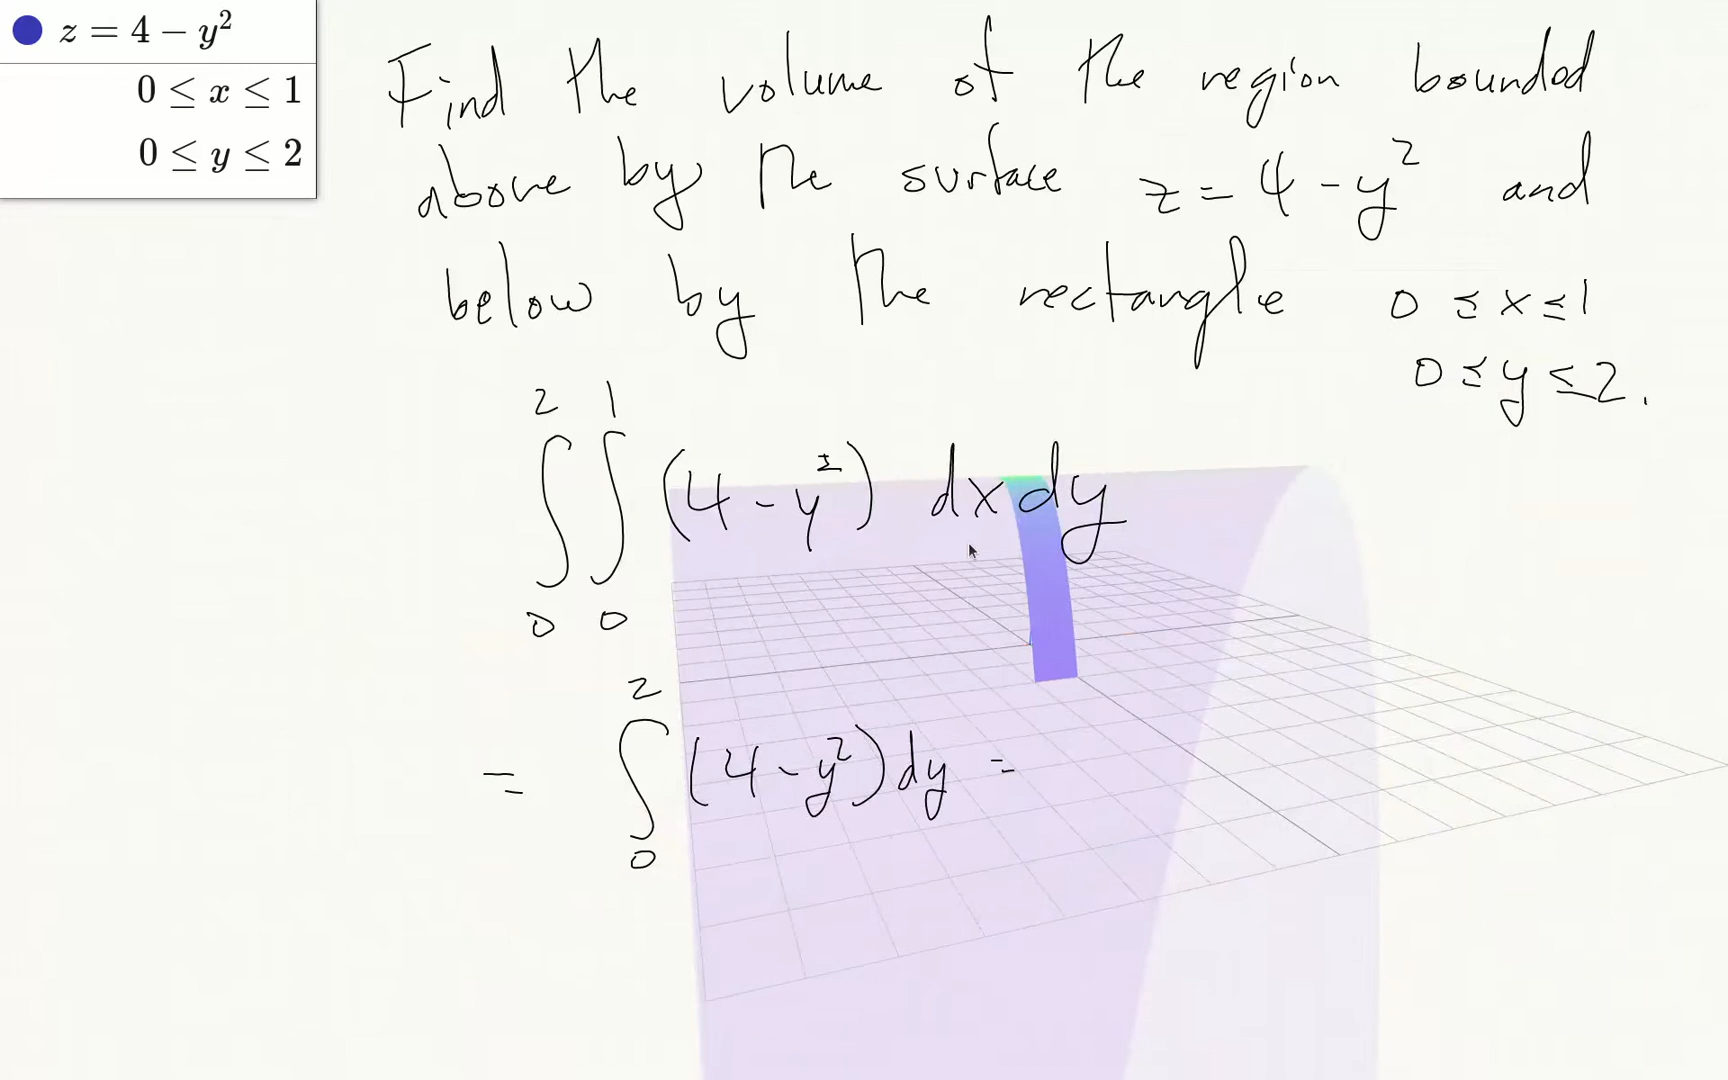 z = 4 − y²
0 ≤ x ≤ 1
0 ≤ y ≤ 2
Find the volume of the region bounded
above by the surface z = 4 - y² and
below by the rectangle 0 ≤ x ≤ 1
0 ≤ y ≤ 2.
∫₀² ∫₀¹ (4 - y²) dx dy
= ∫₀² (4 - y²) dy =